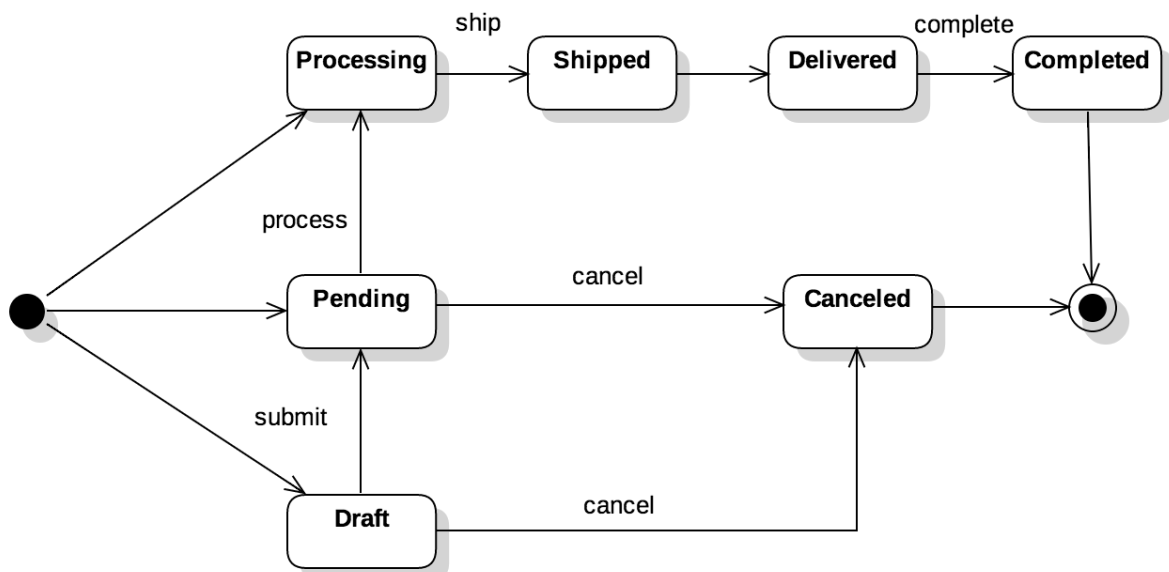 ship
complete
Processing
Shipped
Delivered
Completed
process
Pending
cancel
Canceled
submit
Draft
cancel